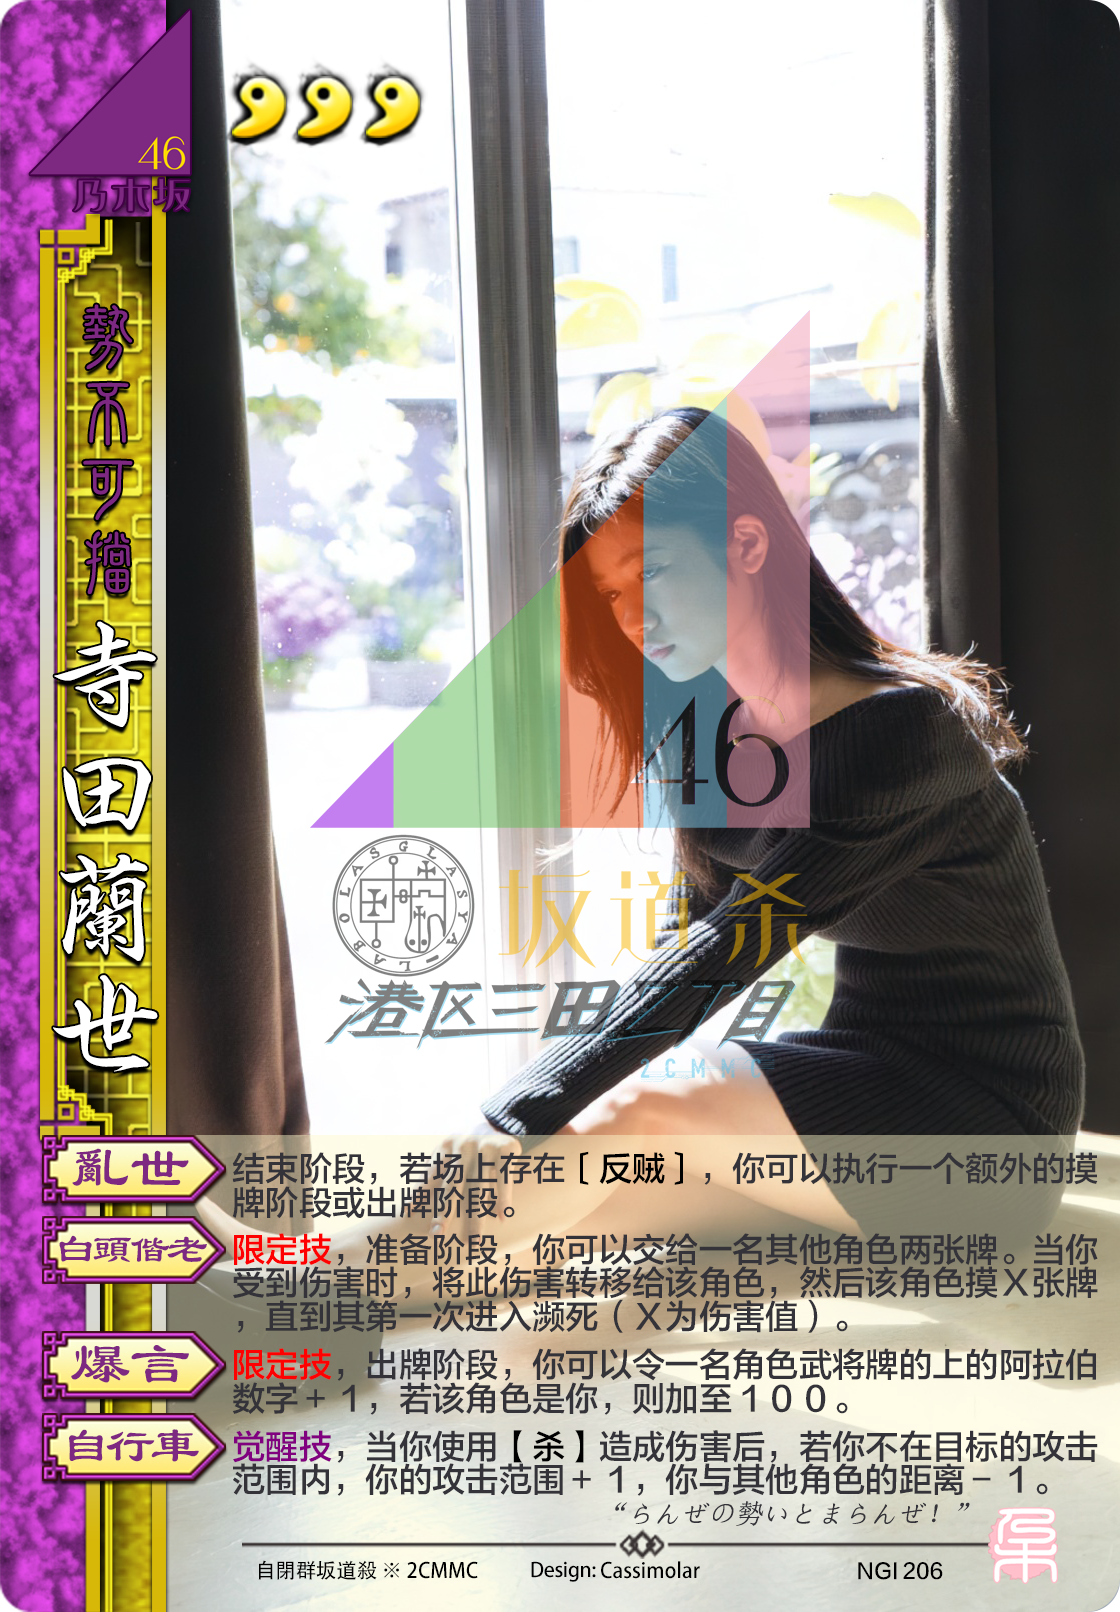 46
乃木坂
勢不可擋
寺田蘭世
46
GLASYA-LABOLAS
坂道杀
港区三田二丁目
2CMMC
亂世
结束阶段，若场上存在［反贼］，你可以执行一个额外的摸
牌阶段或出牌阶段。
白頭偕老
限定技，准备阶段，你可以交给一名其他角色两张牌。当你
受到伤害时，将此伤害转移给该角色，然后该角色摸Ｘ张牌
，直到其第一次进入濒死（Ｘ为伤害值）。
爆言
限定技，出牌阶段，你可以令一名角色武将牌的上的阿拉伯
数字＋１，若该角色是你，则加至１００。
自行車
觉醒技，当你使用【杀】造成伤害后，若你不在目标的攻击
范围内，你的攻击范围＋１，你与其他角色的距离－１。
“らんぜの勢いとまらんぜ！”
自閉群坂道殺 ※ 2CMMC
Design: Cassimolar
NGI 206